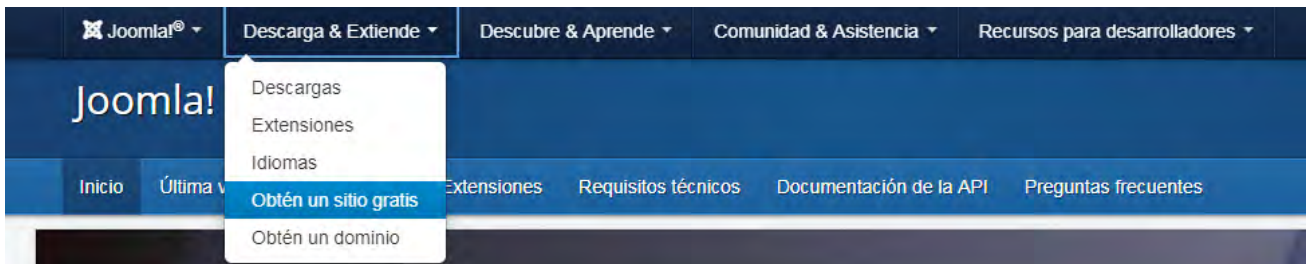 Joomla!® Descarga & Extiende Descubre & Aprende Comunidad & Asistencia Recursos para desarrolladores
Joomla!
Descargas
Extensiones
Idiomas
Obtén un sitio gratis
Obtén un dominio
Inicio Última Extensiones Requisitos técnicos Documentación de la API Preguntas frecuentes